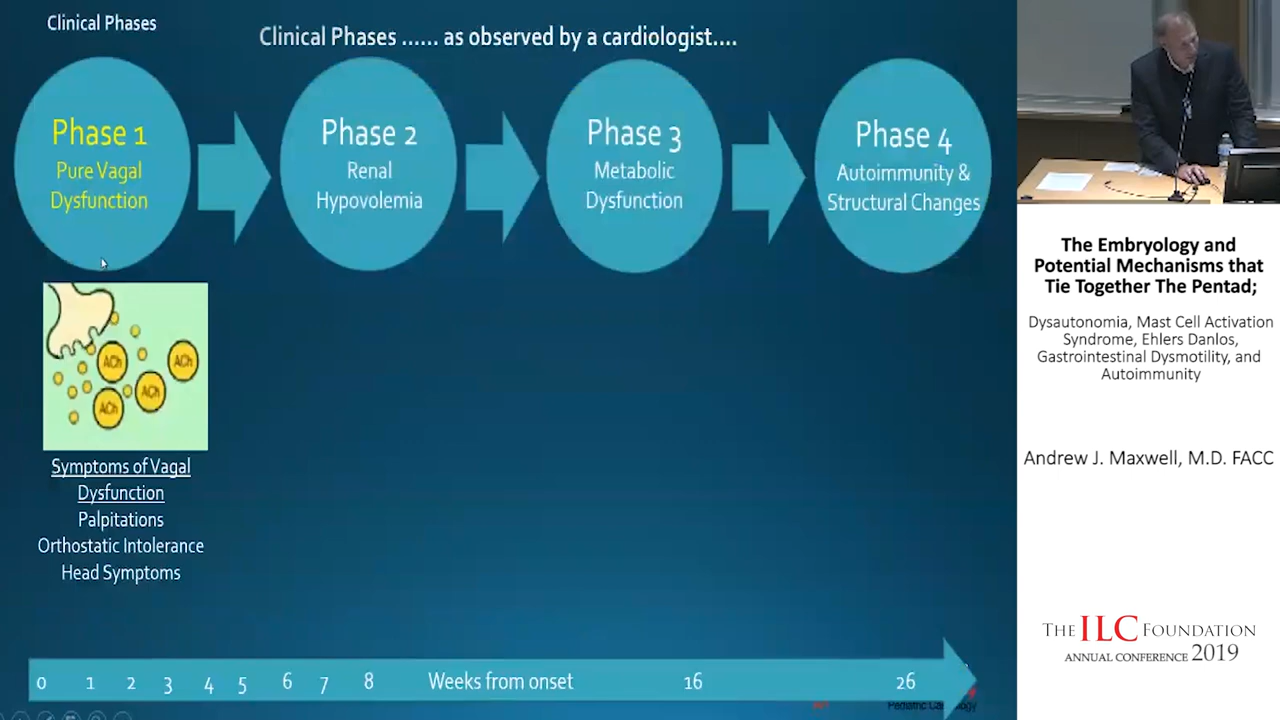 Clinical Phases
Clinical Phases ...... as observed by a cardiologist....
Phase 1
Pure Vagal
Dysfunction
Phase 2
Renal
Hypovolemia
Phase 3
Metabolic
Dysfunction
Phase 4
Autoimmunity &
Structural Changes
ACh
ACh
ACh
ACh
Symptoms of Vagal
Dysfunction
Palpitations
Orthostatic Intolerance
Head Symptoms
0 1 2 3 4 5 6 7 8 Weeks from onset 16 26
The Embryology and
Potential Mechanisms that
Tie Together The Pentad;
Dysautonomia, Mast Cell Activation
Syndrome, Ehlers Danlos,
Gastrointestinal Dysmotility, and
Autoimmunity
Andrew J. Maxwell, M.D. FACC
THE ILC FOUNDATION
ANNUAL CONFERENCE 2019